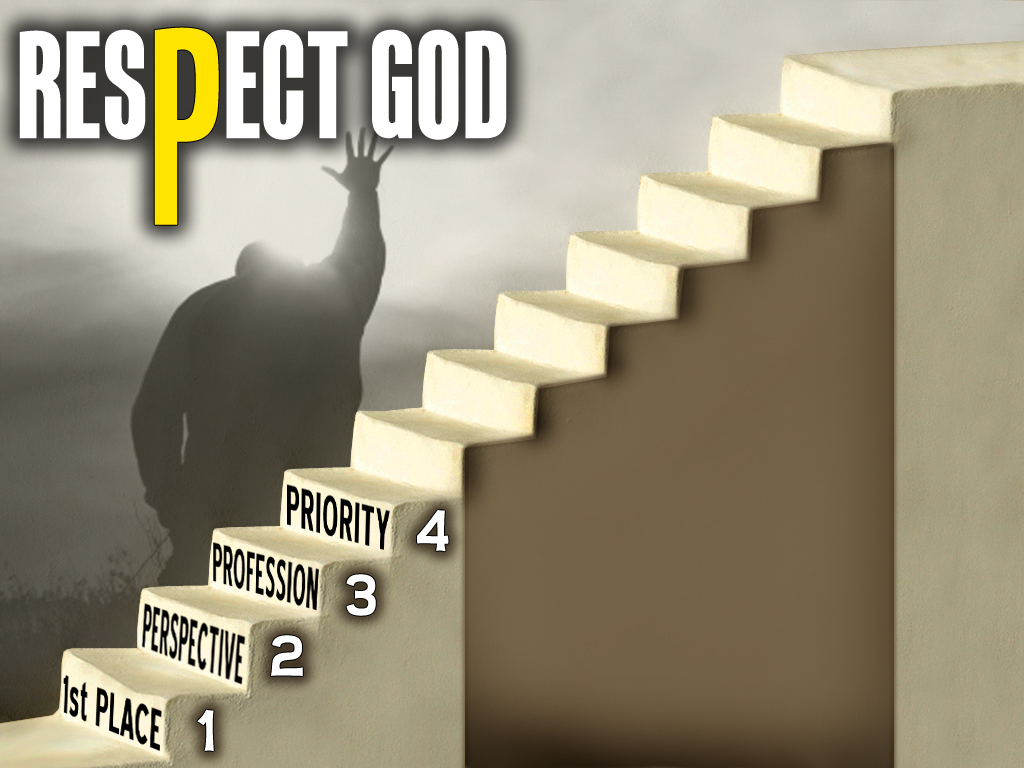 RESPECT GOD
PRIORITY 4
PROFESSION 3
PERSPECTIVE 2
1st PLACE 1